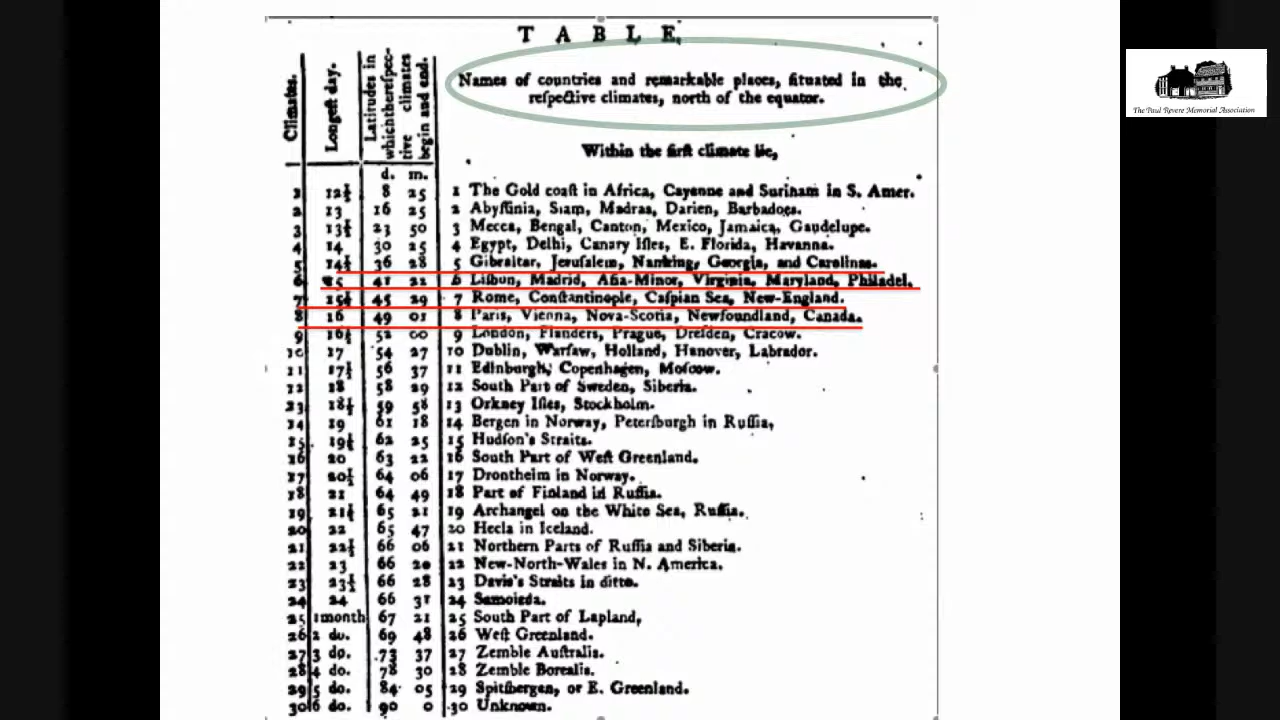 TABLE.
Climates.
Longest day.
Latitudes in which the respective climates begin and end.
Names of countries and remarkable places, ſituated in the
reſpective climates, north of the equator.
Within the firſt climate lie,
d. m.
1 12½ 8 25 1 The Gold coaſt in Africa, Cayenne and Surinam in S. Amer.
2 13 16 25 2 Abyſſinia, Siam, Madras, Darien, Barbadoes.
3 13½ 23 50 3 Mecca, Bengal, Canton, Mexico, Jamaica, Gaudelupe.
4 14 30 25 4 Egypt, Delhi, Canary Iſles, E. Florida, Havanna.
5 14½ 36 28 5 Gibraltar, Jeruſalem, Nanking, Georgia, and Carolinas.
6 15 41 22 6 Liſbon, Madrid, Aſia-Minor, Virginia, Maryland, Philadel.
7 15½ 45 29 7 Rome, Conſtantinople, Caſpian Sea, New-England.
8 16 49 01 8 Paris, Vienna, Nova-Scotia, Newfoundland, Canada.
9 16½ 52 00 9 London, Flanders, Prague, Dreſden, Cracow.
10 17 54 27 10 Dublin, Warſaw, Holland, Hanover, Labrador.
11 17½ 56 37 11 Edinburgh, Copenhagen, Moſcow.
12 18 58 29 12 South Part of Sweden, Siberia.
13 18½ 59 58 13 Orkney Iſles, Stockholm.
14 19 61 18 14 Bergen in Norway, Peterſburgh in Ruſſia,
15 19½ 62 25 15 Hudſon's Straits.
16 20 63 22 16 South Part of Weſt Greenland.
17 20½ 64 06 17 Drontheim in Norway.
18 21 64 49 18 Part of Finland in Ruſſia.
19 21½ 65 21 19 Archangel on the White Sea, Ruſſia.
20 22 65 47 20 Hecla in Iceland.
21 22½ 66 06 21 Northern Parts of Ruſſia and Siberia.
22 23 66 20 22 New-North-Wales in N. America.
23 23½ 66 28 23 Davis's Straits in ditto.
24 24 66 31 24 Samoieda.
25 1 month 67 21 25 South Part of Lapland,
26 2 do. 69 48 26 Weſt Greenland.
27 3 do. 73 37 27 Zemble Auſtralis.
28 4 do. 78 30 28 Zemble Borealis.
29 5 do. 84 05 29 Spitſbergen, or E. Greenland.
30 6 do. 90 0 30 Unknown.
The Paul Revere Memorial Association